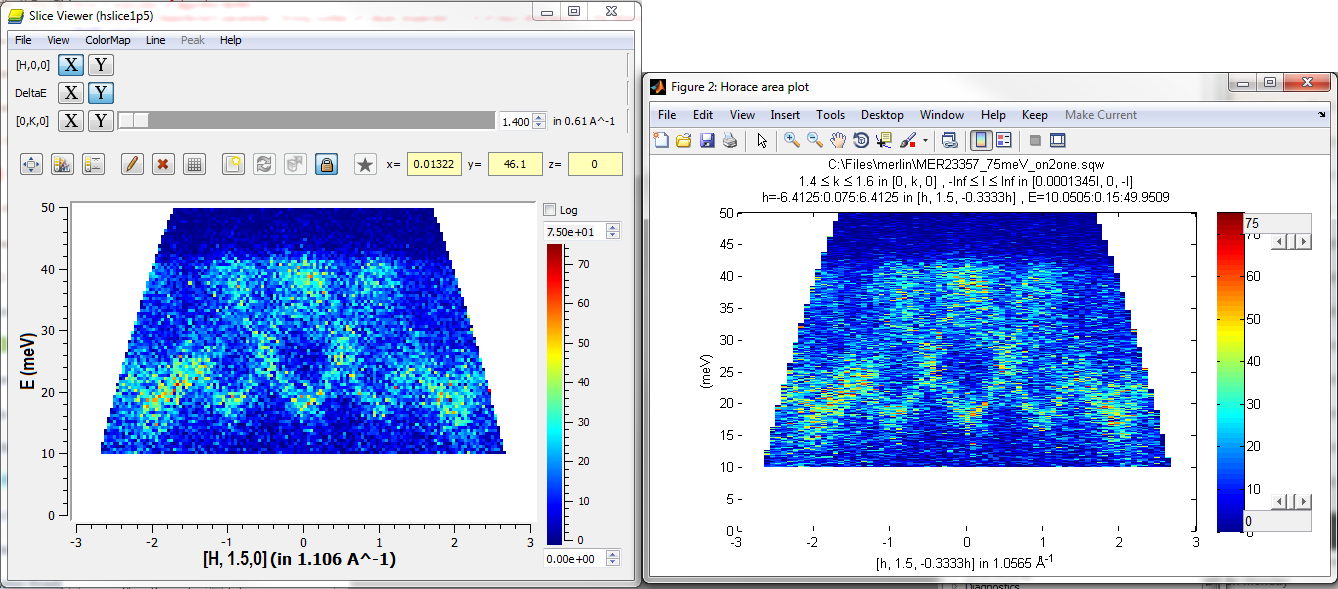 Slice Viewer (hslice1p5)
File View ColorMap Line Peak Help
[H,0,0] X Y
DeltaE X Y
[0,K,0] X Y 1.400 in 0.61 A^-1
x= 0.01322 y= 46.1 z= 0
Log
7.50e+01
50
40
30
20
10
0
E (meV)
-3 -2 -1 0 1 2 3
[H, 1.5,0] (in 1.106 A^-1)
70
60
50
40
30
20
10
0
0.00e+00
Figure 2: Horace area plot
File Edit View Insert Tools Desktop Window Help Keep Make Current
C:\Files\merlin\MER23357_75meV_on2one.sqw
1.4 ≤ k ≤ 1.6 in [0, k, 0] , -Inf ≤ l ≤ Inf in [0.0001345l, 0, -l]
h=-6.4125:0.075:6.4125 in [h, 1.5, -0.3333h] , E=10.0505:0.15:49.9509
50
45
40
35
30
25
20
15
10
5
0
(meV)
-3 -2 -1 0 1 2 3
[h, 1.5, -0.3333h] in 1.0565 Å-1
75
70
60
50
40
30
20
10
0
0
Diagnostics